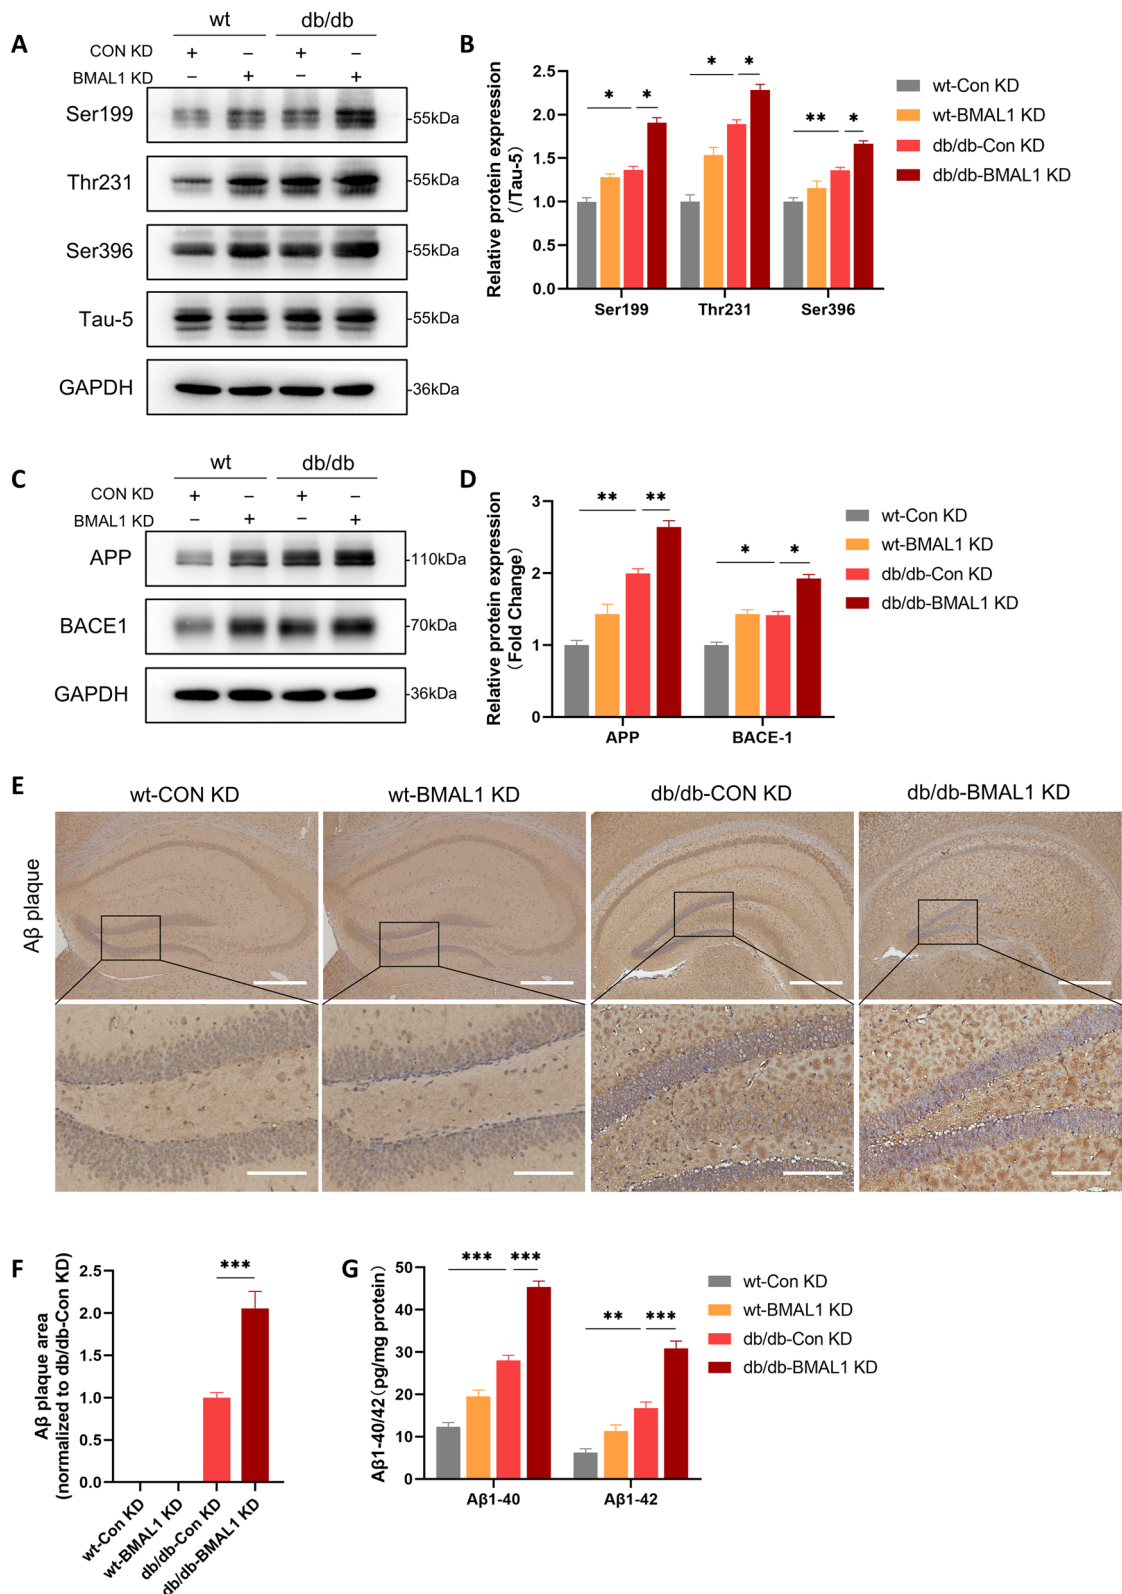 A
wt db/db
CON KD + − + −
BMAL1 KD − + − +
Ser199 55kDa
Thr231 55kDa
Ser396 55kDa
Tau-5 55kDa
GAPDH 36kDa
B
Relative protein expression
(/Tau-5)
2.5
2.0
1.5
1.0
0.5
0.0
* * * * ** *
Ser199 Thr231 Ser396
wt-Con KD
wt-BMAL1 KD
db/db-Con KD
db/db-BMAL1 KD
C
wt db/db
CON KD + − + −
BMAL1 KD − + − +
APP 110kDa
BACE1 70kDa
GAPDH 36kDa
D
Relative protein expression
(Fold Change)
3
2
1
0
** ** * *
APP BACE-1
wt-Con KD
wt-BMAL1 KD
db/db-Con KD
db/db-BMAL1 KD
E
wt-CON KD wt-BMAL1 KD db/db-CON KD db/db-BMAL1 KD
Aβ plaque
F
Aβ plaque area
(normalized to db/db-Con KD)
2.5
2.0
1.5
1.0
0.5
0.0
***
wt-Con KD
wt-BMAL1 KD
db/db-Con KD
db/db-BMAL1 KD
G
Aβ1-40/42(pg/mg protein)
50
40
30
20
10
0
*** *** ** ***
Aβ1-40 Aβ1-42
wt-Con KD
wt-BMAL1 KD
db/db-Con KD
db/db-BMAL1 KD